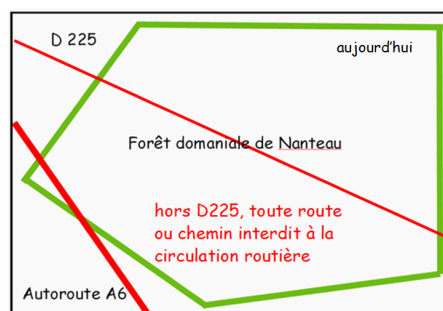 D 225
aujourd'hui
Forêt domaniale de Nanteau
hors D225, toute route
ou chemin interdit à la
circulation routière
Autoroute A6